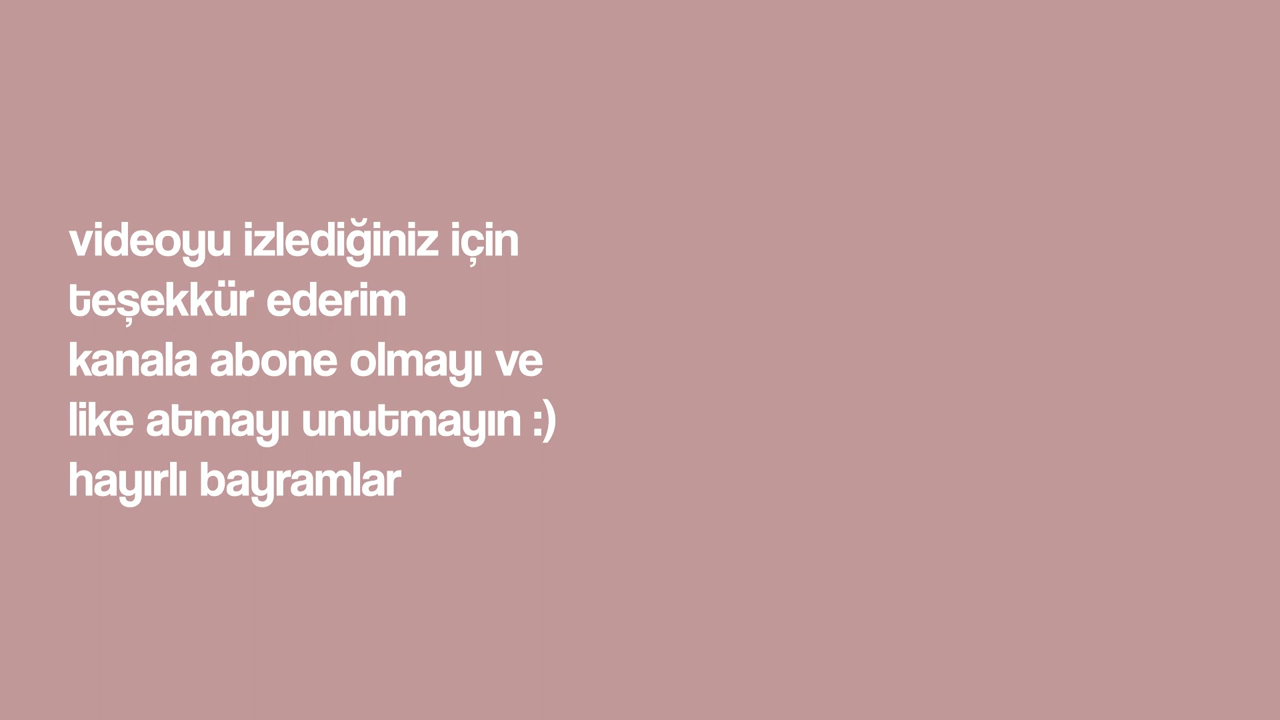 videoyu izlediğiniz için
teşekkür ederim
kanala abone olmayı ve
like atmayı unutmayın :)
hayırlı bayramlar